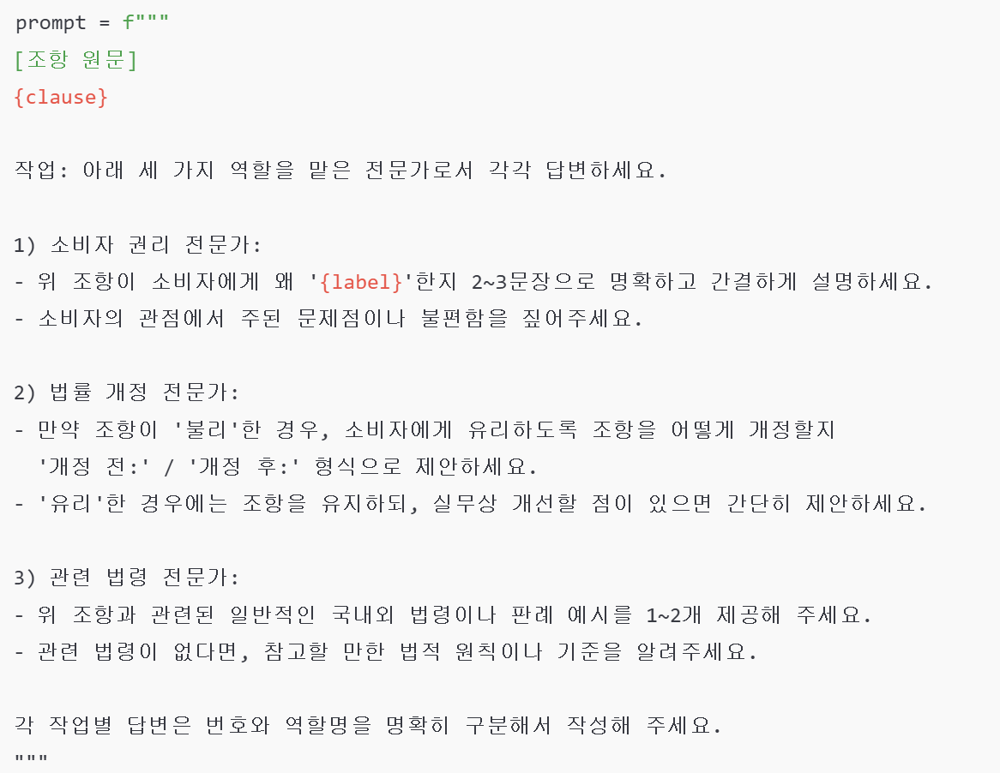 prompt = f"""
[조항 원문]
{clause}
작업: 아래 세 가지 역할을 맡은 전문가로서 각각 답변하세요.
1) 소비자 권리 전문가:
- 위 조항이 소비자에게 왜 '{label}'한지 2~3문장으로 명확하고 간결하게 설명하세요.
- 소비자의 관점에서 주된 문제점이나 불편함을 짚어주세요.
2) 법률 개정 전문가:
- 만약 조항이 '불리'한 경우, 소비자에게 유리하도록 조항을 어떻게 개정할지
'개정 전:' / '개정 후:' 형식으로 제안하세요.
- '유리'한 경우에는 조항을 유지하되, 실무상 개선할 점이 있으면 간단히 제안하세요.
3) 관련 법령 전문가:
- 위 조항과 관련된 일반적인 국내외 법령이나 판례 예시를 1~2개 제공해 주세요.
- 관련 법령이 없다면, 참고할 만한 법적 원칙이나 기준을 알려주세요.
각 작업별 답변은 번호와 역할명을 명확히 구분해서 작성해 주세요.
"""